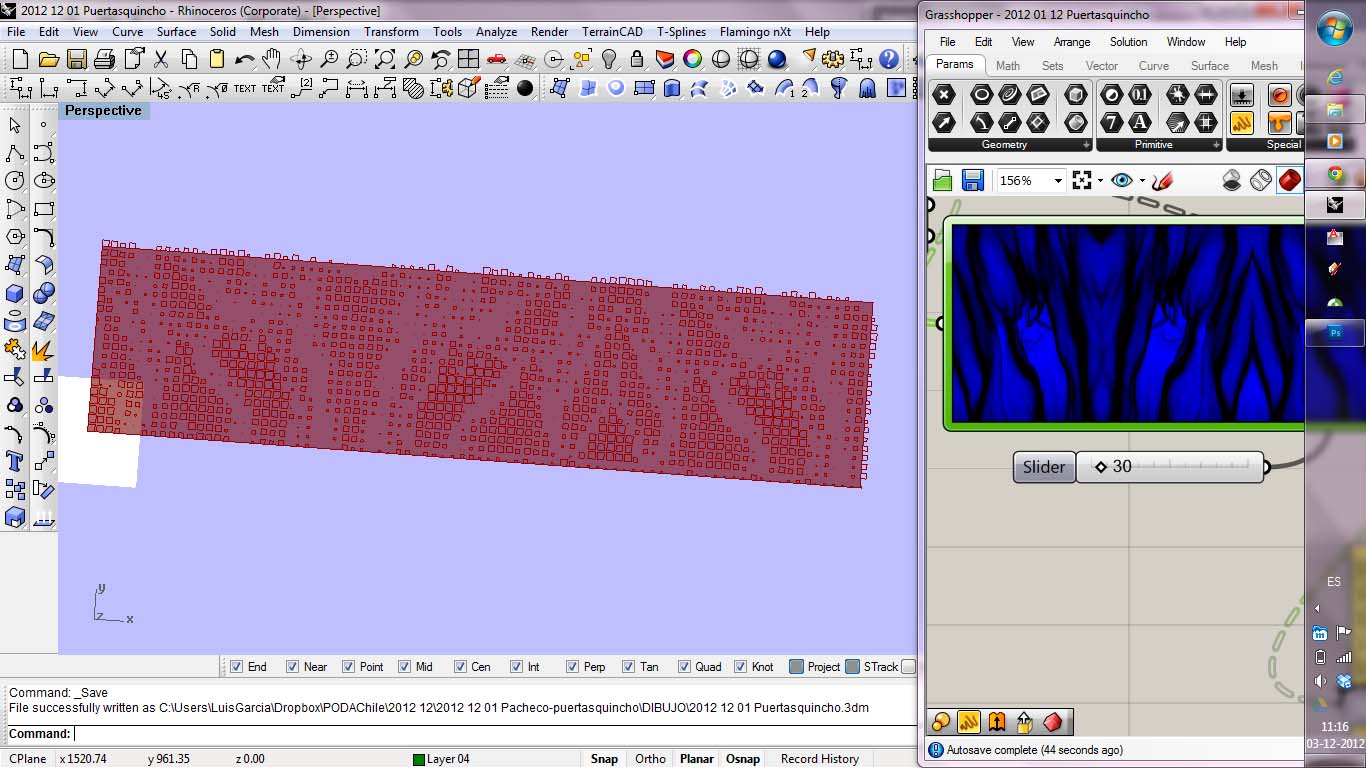 2012 12 01 Puertasquincho - Rhinoceros (Corporate) - [Perspective]
File Edit View Curve Surface Solid Mesh Dimension Transform Tools Analyze Render TerrainCAD T-Splines Flamingo nXt Help
TEXT TEXT
Perspective
y
z x
End Near Point Mid Cen Int Perp Tan Quad Knot Project STrack
Command: _Save
File successfully written as C:\Users\LuisGarcia\Dropbox\PODAChile\2012 12\2012 12 01 Pacheco-puertasquincho\DIBUJO\2012 12 01 Puertasquincho.3dm
Command:
CPlane x 1520.74 y 961.35 z 0.00 Layer 04 Snap Ortho Planar Osnap Record History
Grasshopper - 2012 01 12 Puertasquincho
File Edit View Arrange Solution Window Help
Params Math Sets Vector Curve Surface Mesh
Geometry Primitive Special
156%
Slider 30
Autosave complete (44 seconds ago)
Ps
ES
11:16
03-12-2012